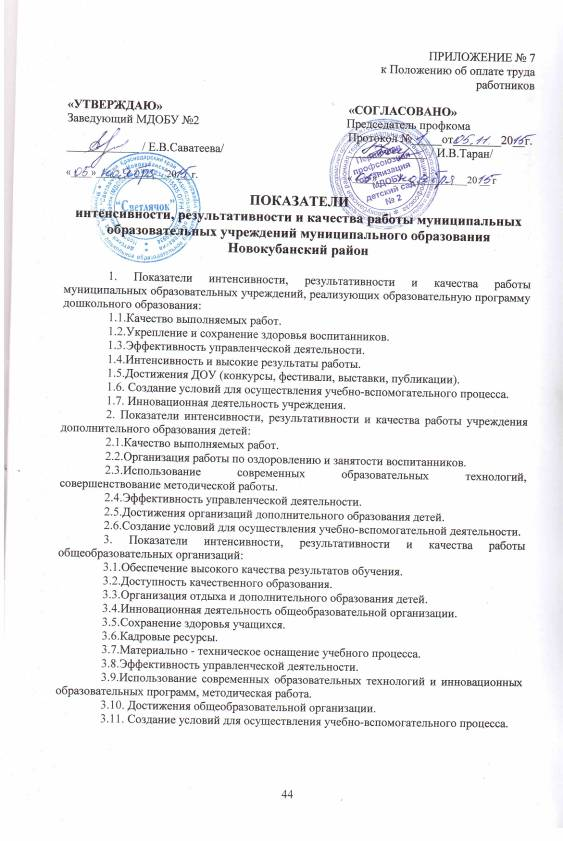 ПРИЛОЖЕНИЕ № 7
к Положению об оплате труда
работников
«УТВЕРЖДАЮ»
Заведующий МДОБУ №2
/ Е.В.Саватеева/
«05» ноября 2015 г.
«СОГЛАСОВАНО»
Председатель профкома
Протокол № от 05.11 2015г.
И.В.Таран/
ноября 2015г
"Светлячок"
Первичная
профсоюзная
организация
МДОБУ
детский сад
№ 2
ПОКАЗАТЕЛИ
интенсивности, результативности и качества работы муниципальных
образовательных учреждений муниципального образования
Новокубанский район
1. Показатели интенсивности, результативности и качества работы
муниципальных образовательных учреждений, реализующих образовательную программу
дошкольного образования:
1.1.Качество выполняемых работ.
1.2.Укрепление и сохранение здоровья воспитанников.
1.3.Эффективность управленческой деятельности.
1.4.Интенсивность и высокие результаты работы.
1.5.Достижения ДОУ (конкурсы, фестивали, выставки, публикации).
1.6. Создание условий для осуществления учебно-вспомогательного процесса.
1.7. Инновационная деятельность учреждения.
2. Показатели интенсивности, результативности и качества работы учреждения
дополнительного образования детей:
2.1.Качество выполняемых работ.
2.2.Организация работы по оздоровлению и занятости воспитанников.
2.3.Использование современных образовательных технологий,
совершенствование методической работы.
2.4.Эффективность управленческой деятельности.
2.5.Достижения организаций дополнительного образования детей.
2.6.Создание условий для осуществления учебно-вспомогательной деятельности.
3. Показатели интенсивности, результативности и качества работы
общеобразовательных организаций:
3.1.Обеспечение высокого качества результатов обучения.
3.2.Доступность качественного образования.
3.3.Организация отдыха и дополнительного образования детей.
3.4.Инновационная деятельность общеобразовательной организации.
3.5.Сохранение здоровья учащихся.
3.6.Кадровые ресурсы.
3.7.Материально - техническое оснащение учебного процесса.
3.8.Эффективность управленческой деятельности.
3.9.Использование современных образовательных технологий и инновационных
образовательных программ, методическая работа.
3.10. Достижения общеобразовательной организации.
3.11. Создание условий для осуществления учебно-вспомогательного процесса.
44